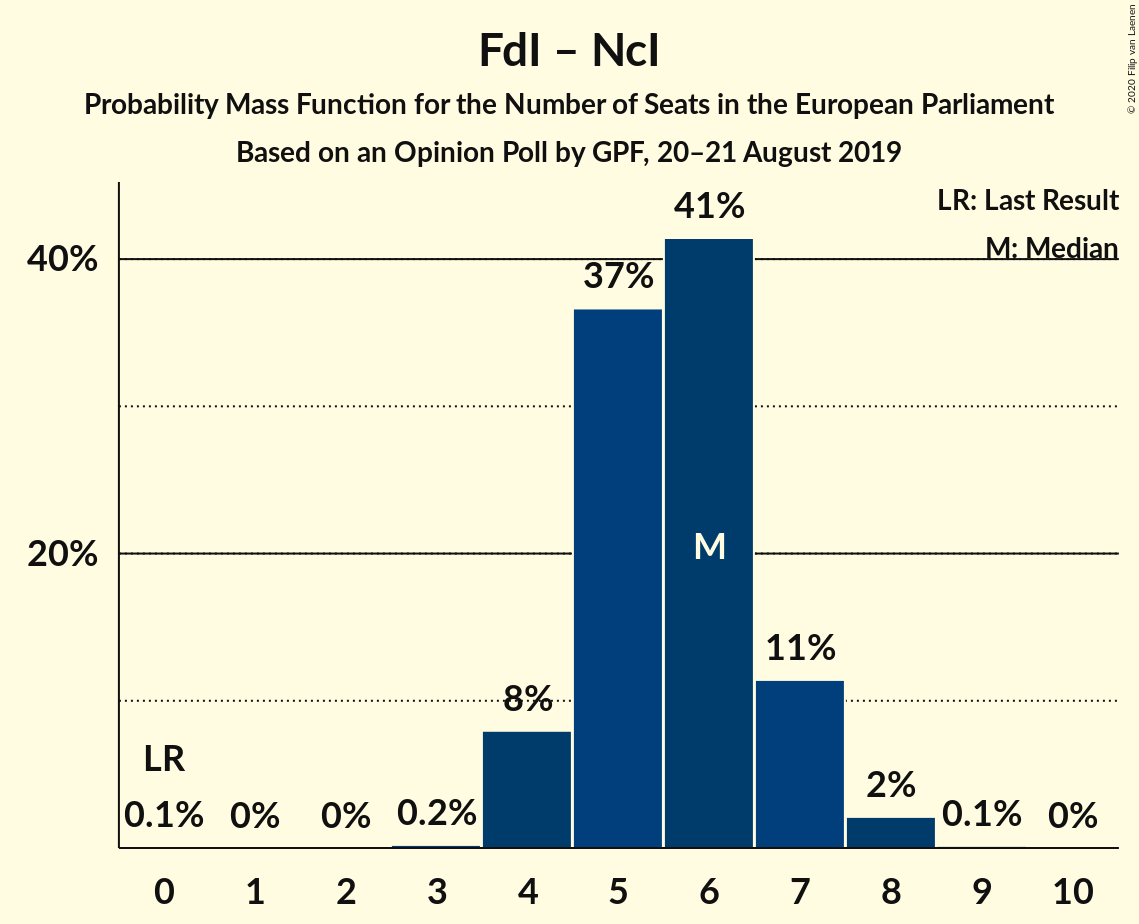 FdI – NcI
Probability Mass Function for the Number of Seats in the European Parliament
Based on an Opinion Poll by GPF, 20–21 August 2019
© 2020 Filip van Laenen
LR: Last Result
M: Median
40%
20%
LR
0.1%
0%
0%
0.2%
8%
37%
41%
M
11%
2%
0.1%
0%
0 1 2 3 4 5 6 7 8 9 10